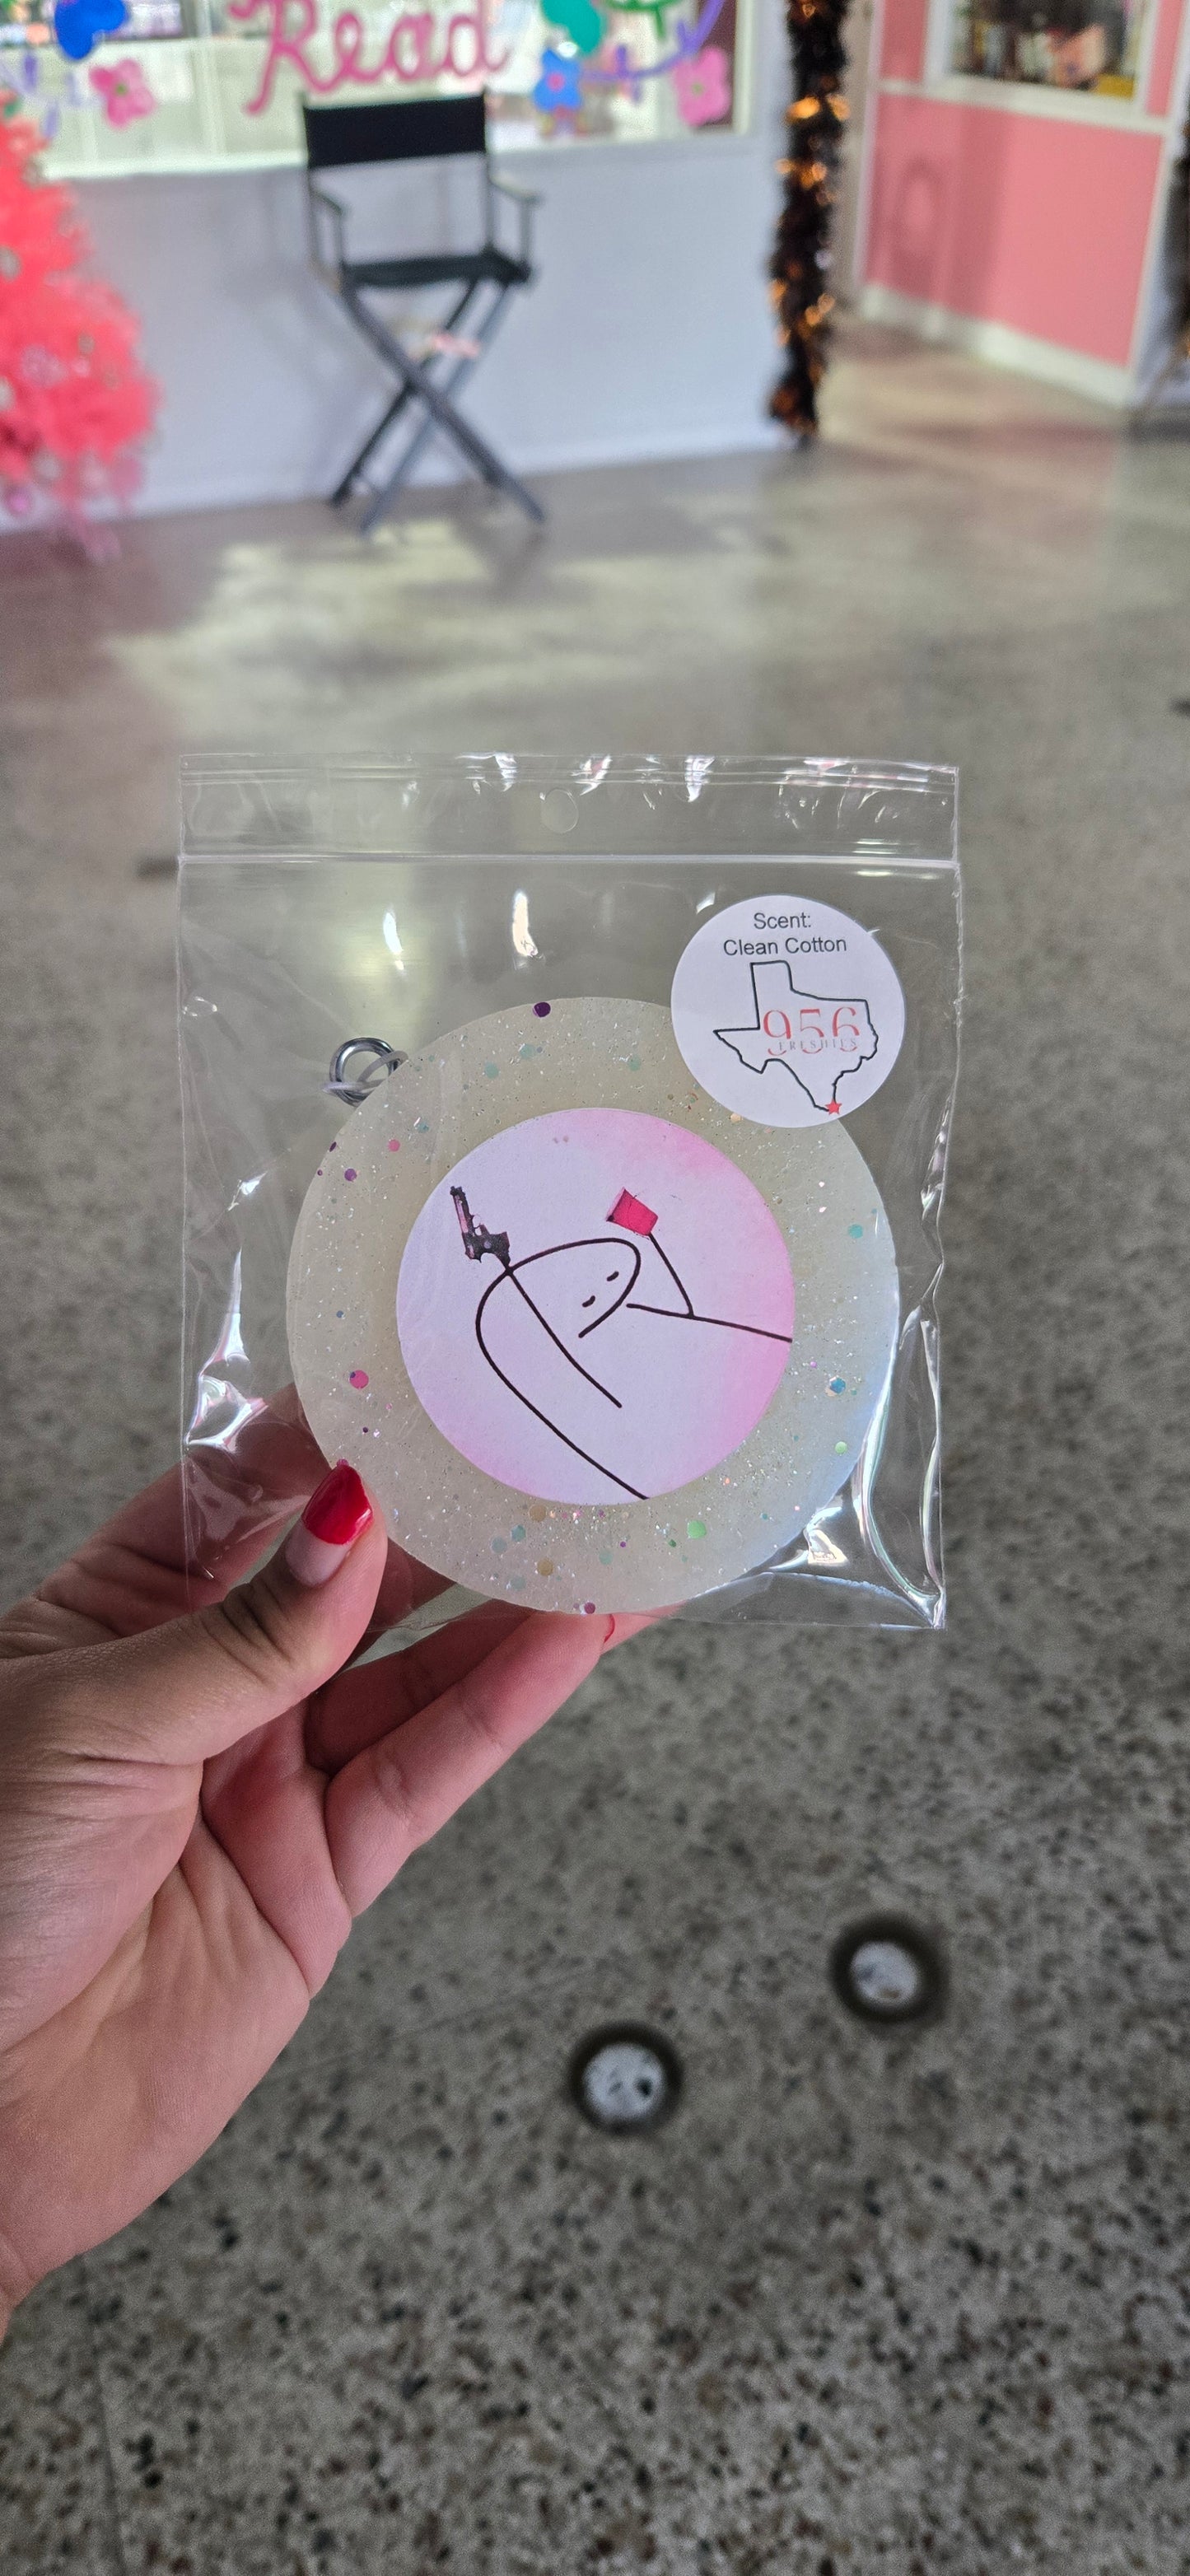 Read
Scent:
Clean Cotton
956
FRESHIES